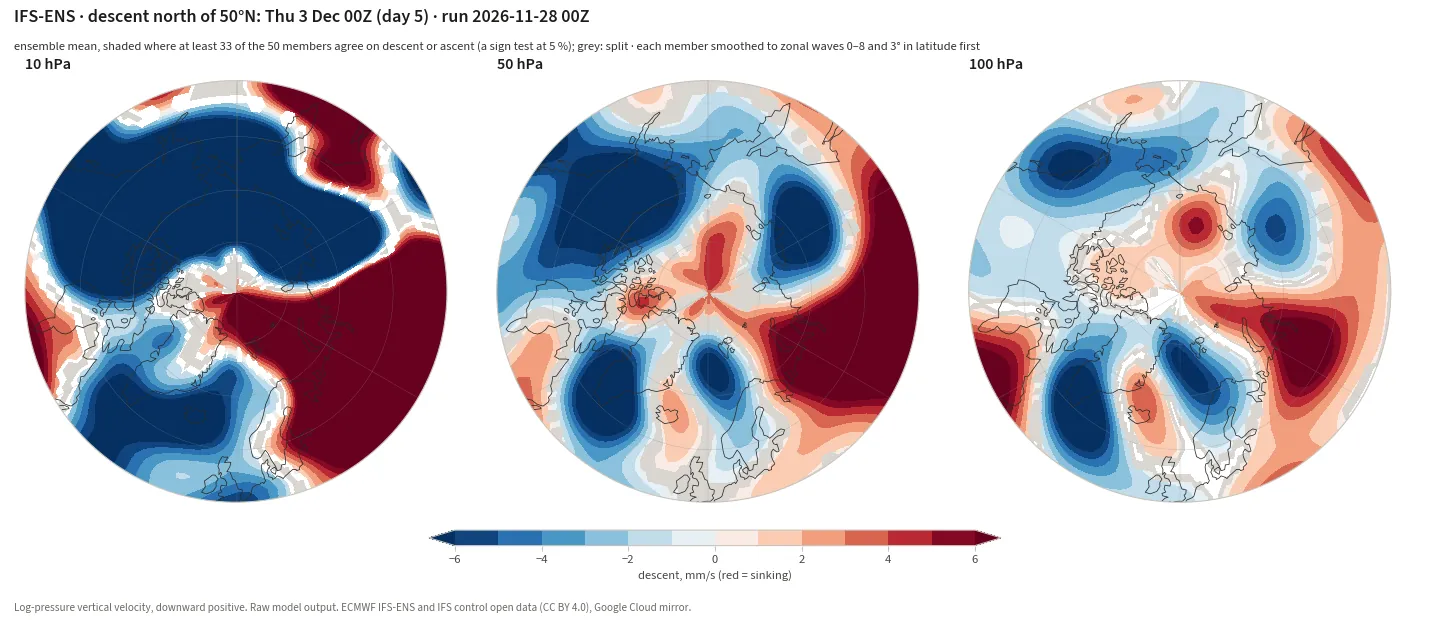 IFS-ENS · descent north of 50°N: Thu 3 Dec 00Z (day 5) · run 2026-11-28 00Z
ensemble mean, shaded where at least 33 of the 50 members agree on descent or ascent (a sign test at 5 %); grey: split · each member smoothed to zonal waves 0–8 and 3° in latitude first
10 hPa
50 hPa
100 hPa
−6 −4 −2 0 2 4 6
descent, mm/s (red = sinking)
Log-pressure vertical velocity, downward positive. Raw model output. ECMWF IFS-ENS and IFS control open data (CC BY 4.0), Google Cloud mirror.